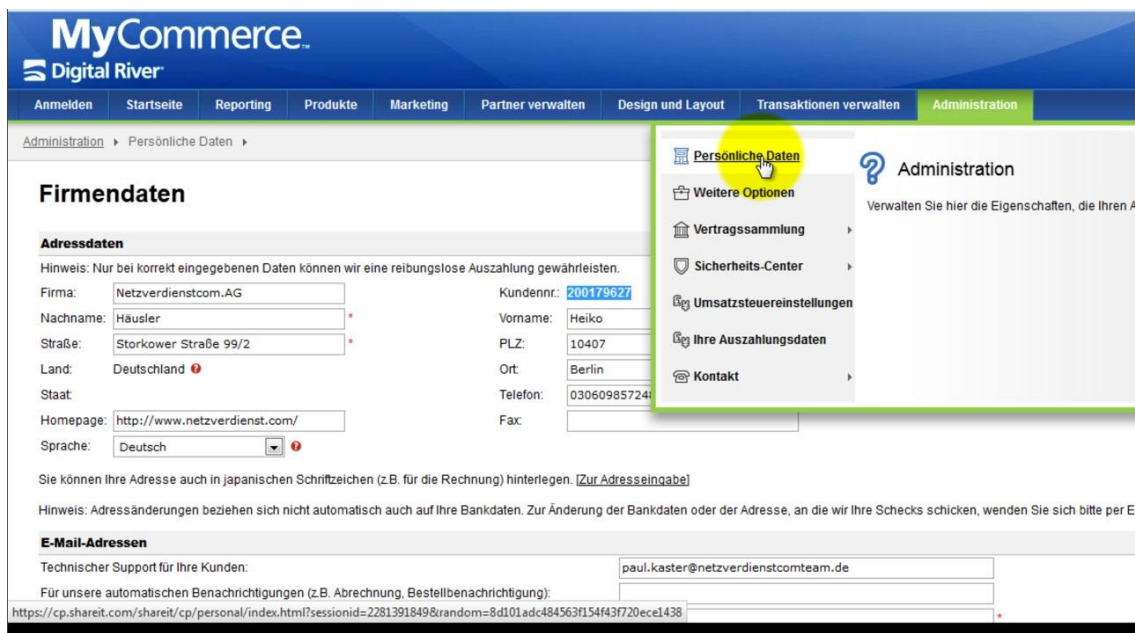 MyCommerce™
Digital River®
Anmelden Startseite Reporting Produkte Marketing Partner verwalten Design und Layout Transaktionen verwalten Administration
Administration Persönliche Daten
Persönliche Daten
Weitere Optionen
Vertragssammlung
Sicherheits-Center
Umsatzsteuereinstellungen
Ihre Auszahlungsdaten
Kontakt
Administration
Verwalten Sie hier die Eigenschaften, die Ihren A
Firmendaten
Adressdaten
Hinweis: Nur bei korrekt eingegebenen Daten können wir eine reibungslose Auszahlung gewährleisten.
Firma: Netzverdienstcom.AG Kundennr.: 200179627
Nachname: Häusler * Vorname: Heiko
Straße: Storkower Straße 99/2 * PLZ: 10407
Land: Deutschland Ort: Berlin
Staat: Telefon: 03060985724
Homepage: http://www.netzverdienst.com/ Fax:
Sprache: Deutsch
Sie können Ihre Adresse auch in japanischen Schriftzeichen (z.B. für die Rechnung) hinterlegen. [Zur Adresseingabe]
Hinweis: Adressänderungen beziehen sich nicht automatisch auch auf Ihre Bankdaten. Zur Änderung der Bankdaten oder der Adresse, an die wir Ihre Schecks schicken, wenden Sie sich bitte per E
E-Mail-Adressen
Technischer Support für Ihre Kunden: paul.kaster@netzverdienstcomteam.de
Für unsere automatischen Benachrichtigungen (z.B. Abrechnung, Bestellbenachrichtigung):
https://cp.shareit.com/shareit/cp/personal/index.html?sessionid=2281391849&random=8d101adc484563f154f43f720ece1438 *